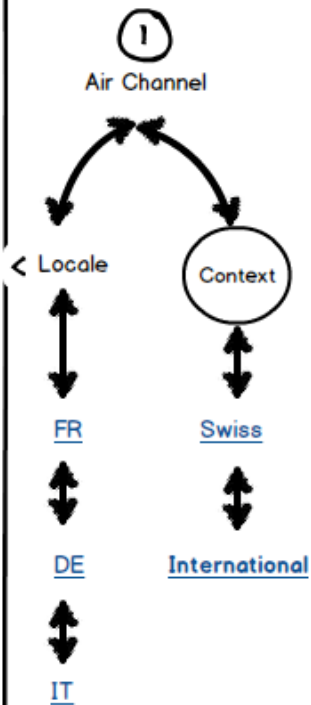 1
Air Channel
< Locale
Context
FR
Swiss
DE
International
IT